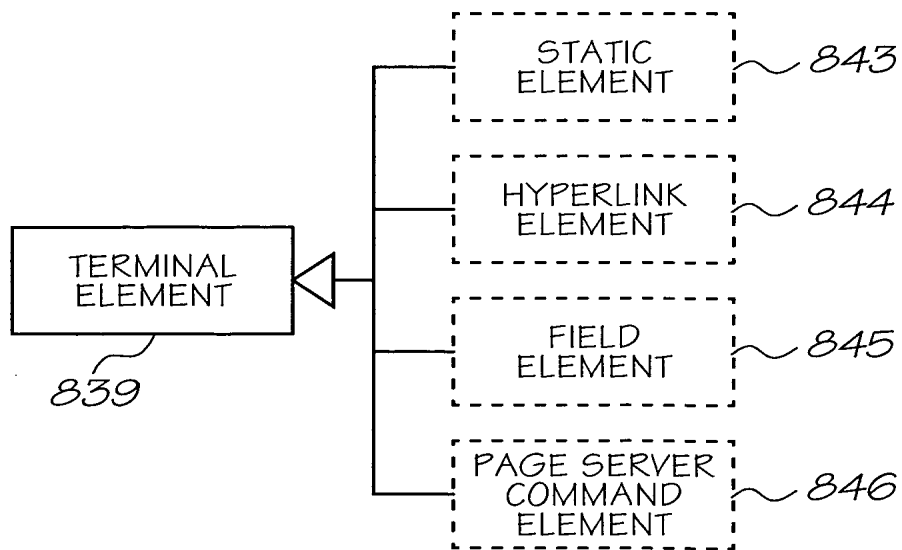 STATIC
ELEMENT
843
HYPERLINK
ELEMENT
844
TERMINAL
ELEMENT
839
FIELD
ELEMENT
845
PAGE SERVER
COMMAND
ELEMENT
846